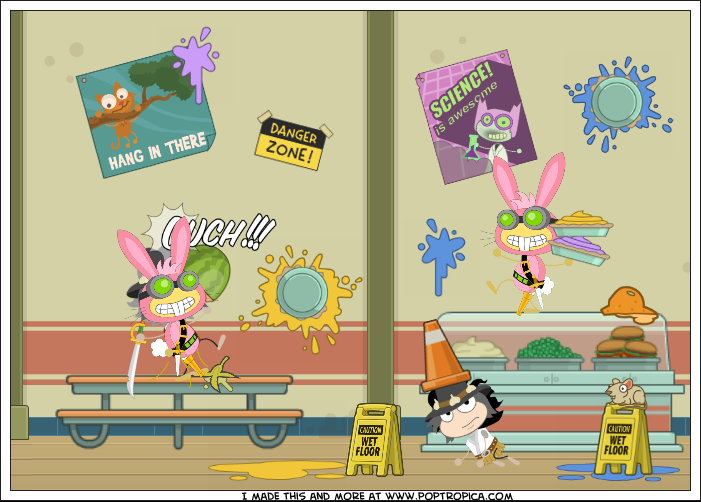 HANG IN THERE
DANGER
ZONE!
SCIENCE!
is awesome
OUCH!!!
CAUTION
WET
FLOOR
CAUTION
WET
FLOOR
I MADE THIS AND MORE AT WWW.POPTROPICA.COM